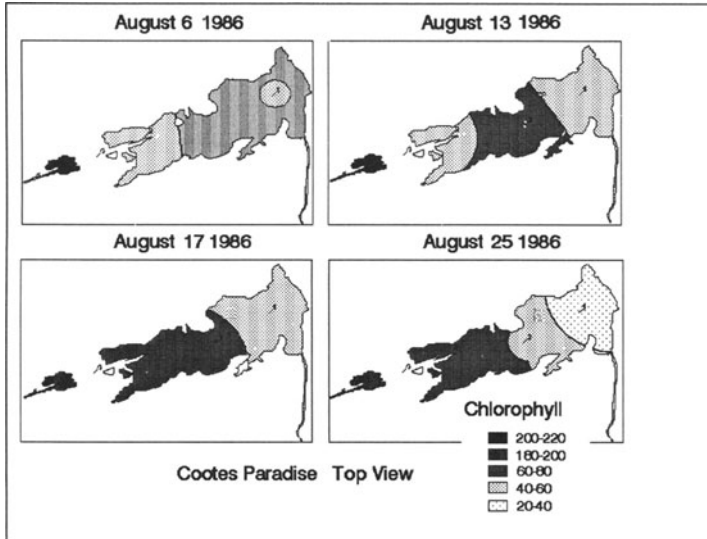 August 6 1986
August 13 1986
August 17 1986
August 25 1986
Chlorophyll
200-220
180-200
60-80
40-60
20-40
Cootes Paradise Top View